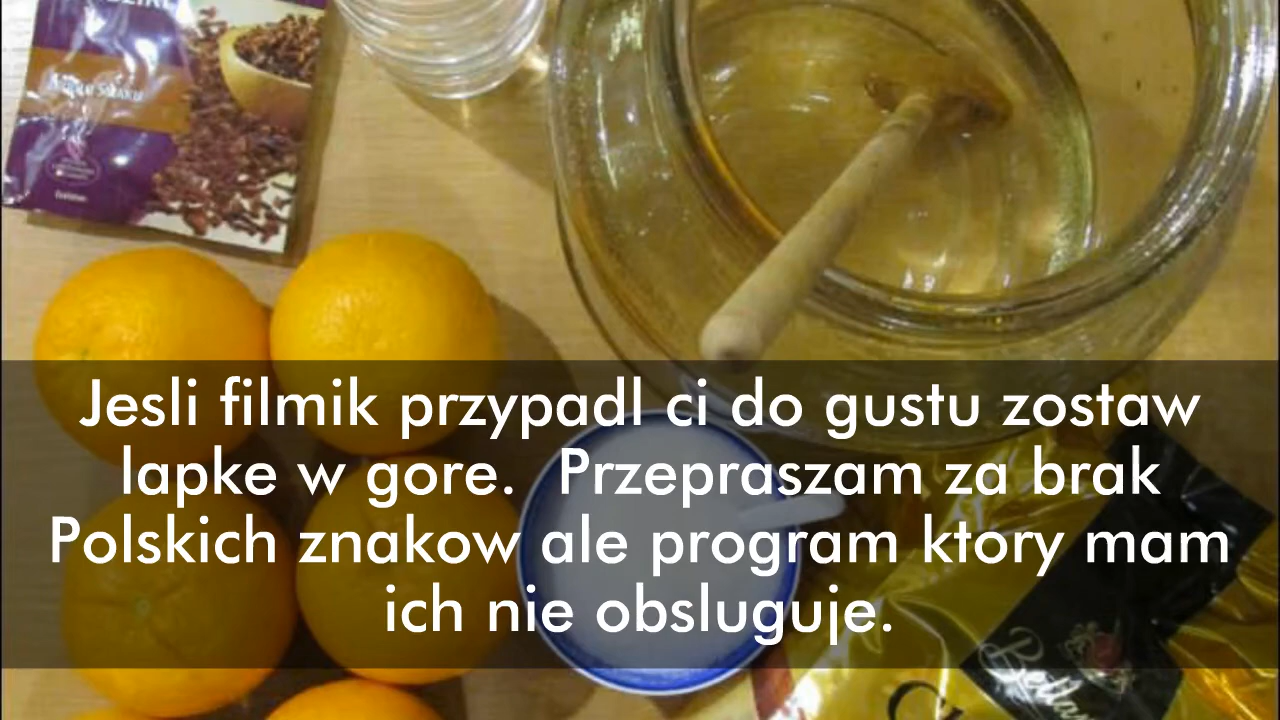 Jesli filmik przypadl ci do gustu zostaw
lapke w gore.  Przepraszam za brak
Polskich znakow ale program ktory mam
ich nie obsluguje.